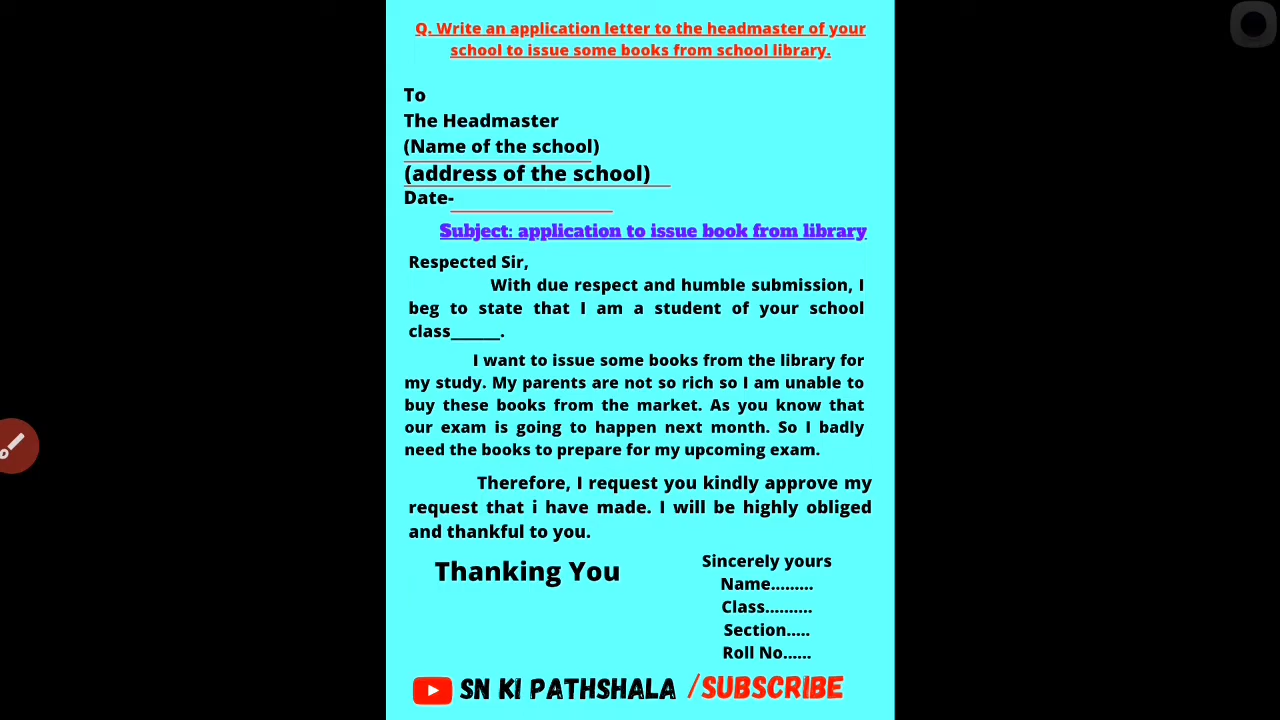 Q. Write an application letter to the headmaster of your
school to issue some books from school library.
To
The Headmaster
(Name of the school)
(address of the school)
Date-
Subject: application to issue book from library
Respected Sir,
With due respect and humble submission, I
beg to state that I am a student of your school
class______.
I want to issue some books from the library for
my study. My parents are not so rich so I am unable to
buy these books from the market. As you know that
our exam is going to happen next month. So I badly
need the books to prepare for my upcoming exam.
Therefore, I request you kindly approve my
request that i have made. I will be highly obliged
and thankful to you.
Thanking You
Sincerely yours
Name.........
Class..........
Section.....
Roll No......
SN KI PATHSHALA /SUBSCRIBE